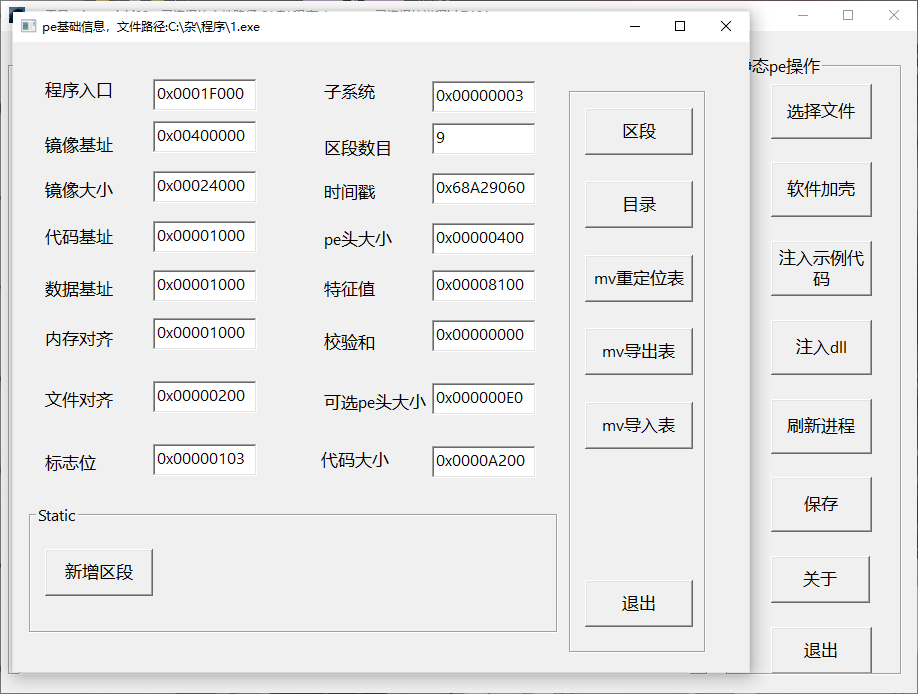 pe基础信息，文件路径:C:\杂\程序\1.exe
程序入口 0x0001F000 子系统 0x00000003
镜像基址 0x00400000 区段数目 9
镜像大小 0x00024000 时间戳 0x68A29060
代码基址 0x00001000 pe头大小 0x00000400
数据基址 0x00001000 特征值 0x00008100
内存对齐 0x00001000 校验和 0x00000000
文件对齐 0x00000200 可选pe头大小 0x000000E0
标志位 0x00000103 代码大小 0x0000A200
Static
新增区段
区段
目录
mv重定位表
mv导出表
mv导入表
退出
态pe操作
选择文件
软件加壳
注入示例代
码
注入dll
刷新进程
保存
关于
退出